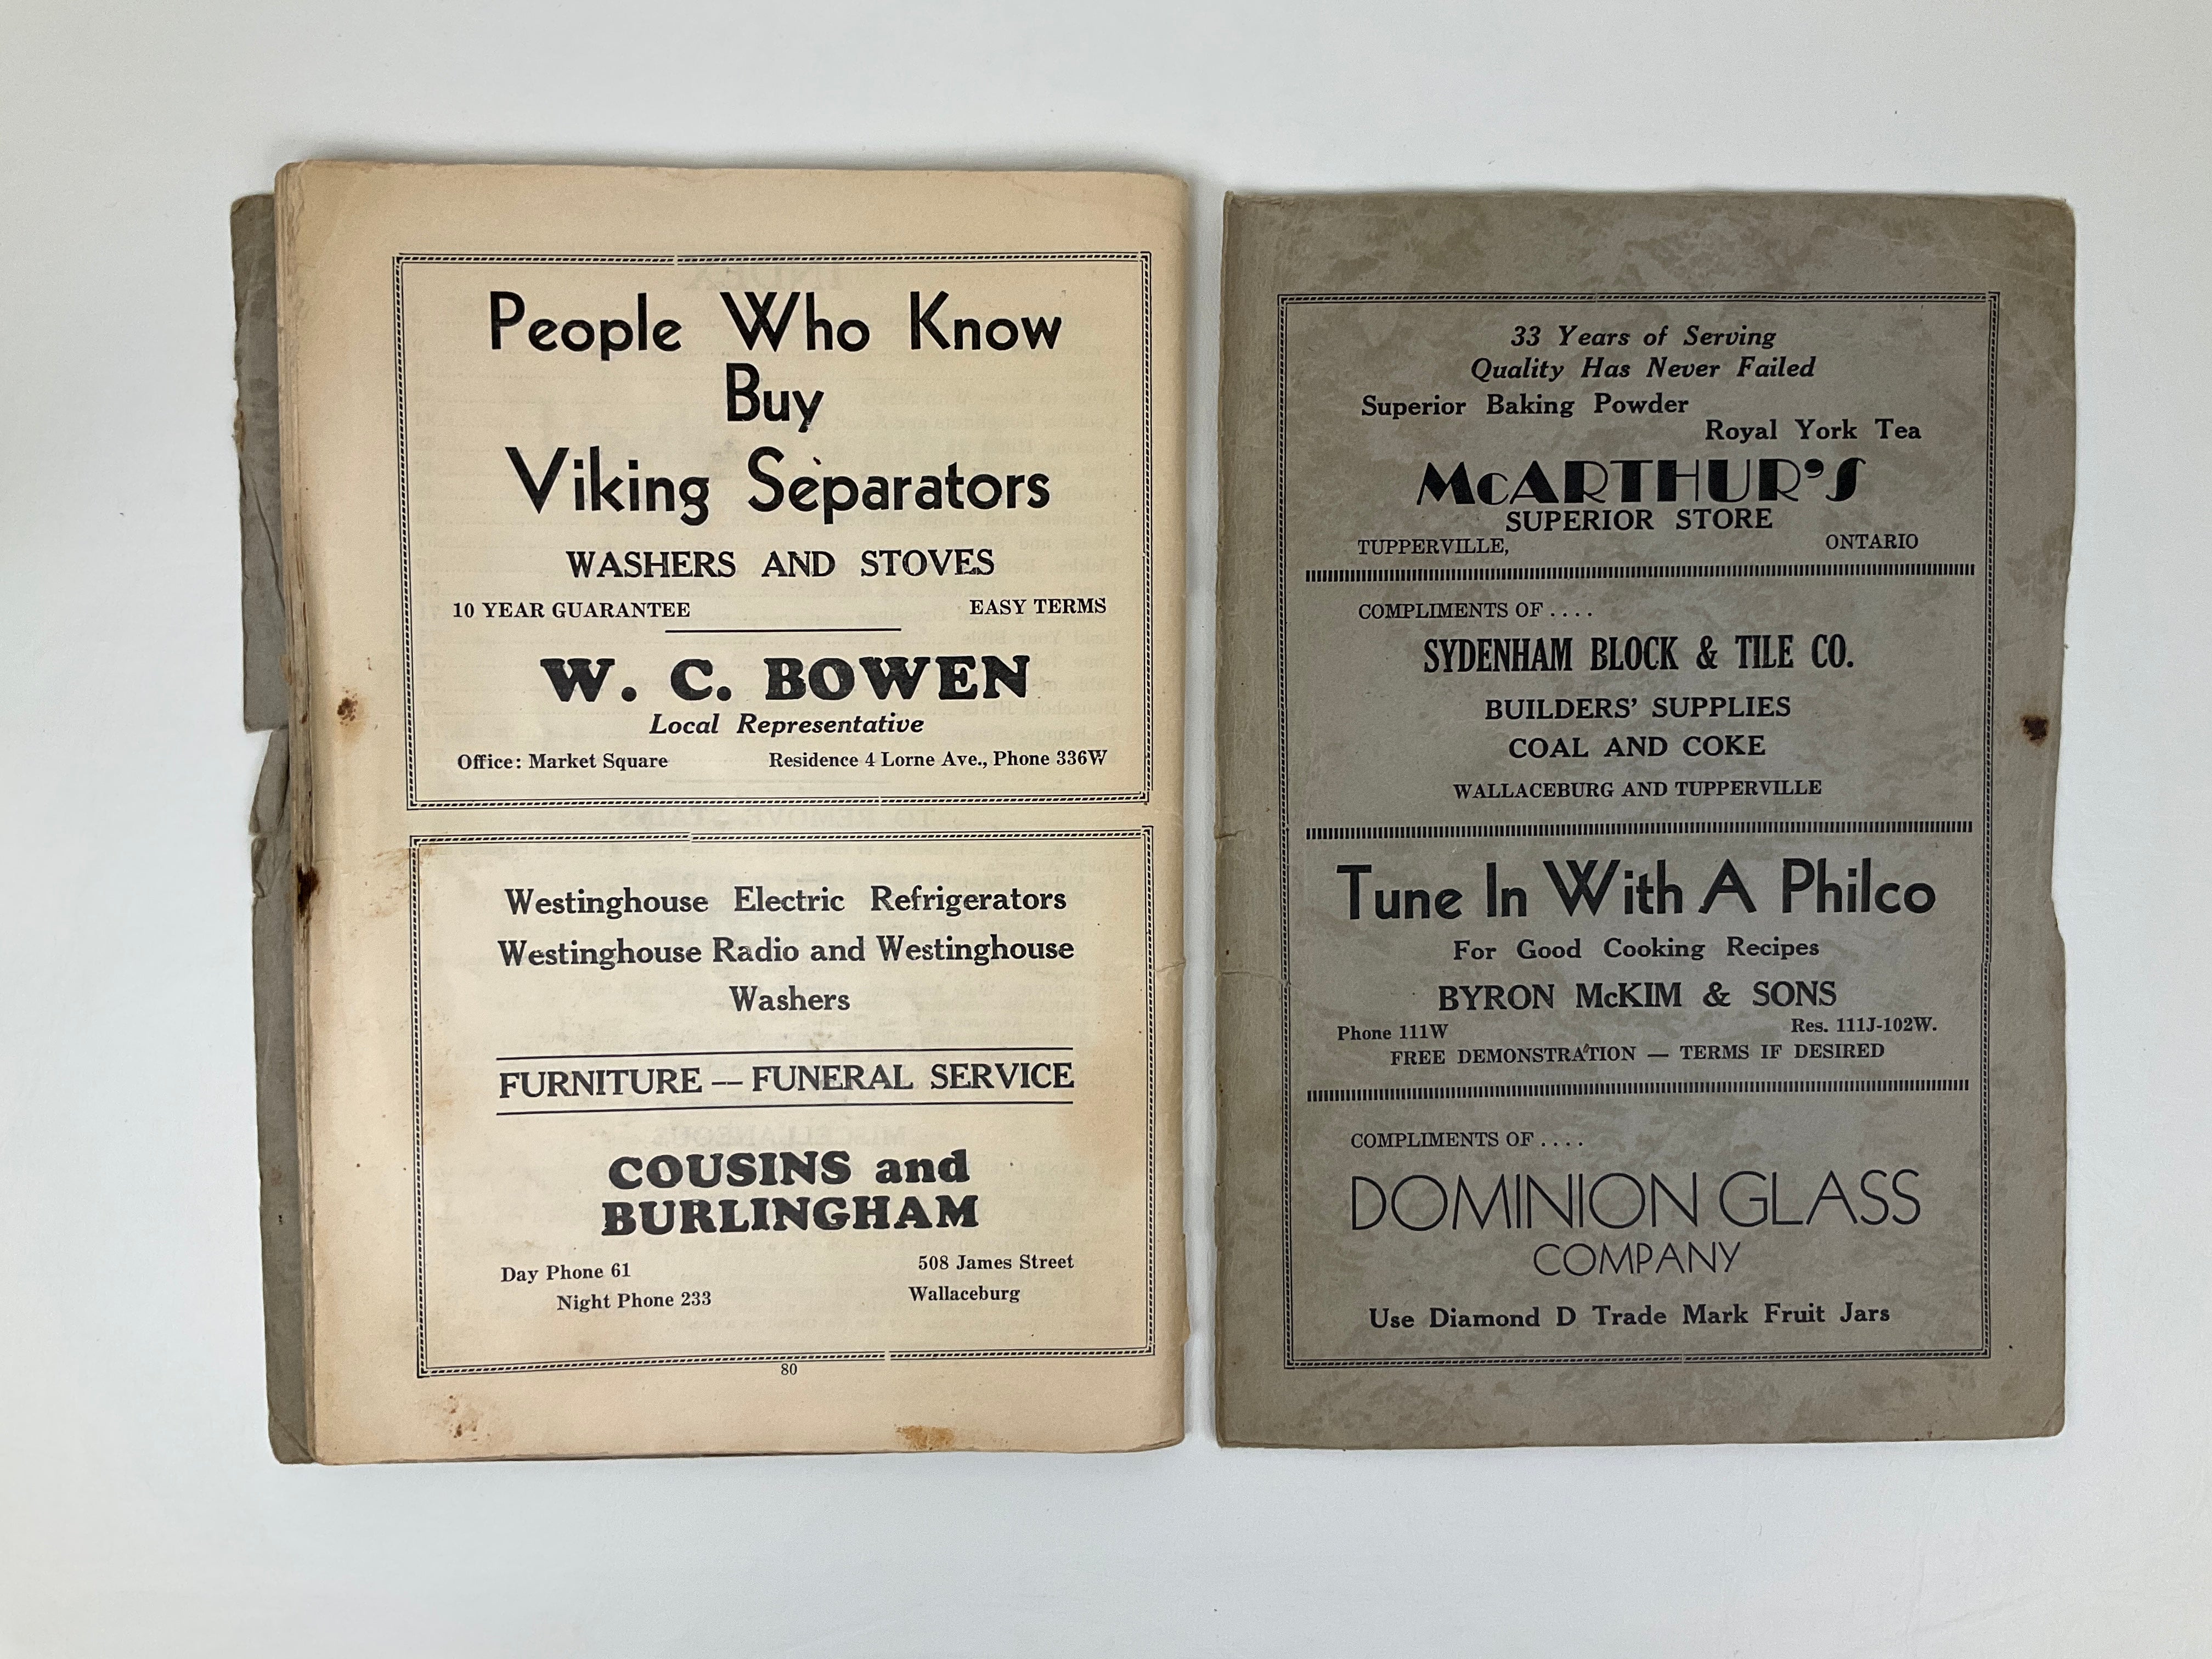 People Who Know
Buy
Viking Separators
WASHERS AND STOVES
10 YEAR GUARANTEE EASY TERMS
W. C. BOWEN
Local Representative
Office: Market Square Residence 4 Lorne Ave., Phone 336W
Westinghouse Electric Refrigerators
Westinghouse Radio and Westinghouse
Washers
FURNITURE — FUNERAL SERVICE
COUSINS and
BURLINGHAM
Day Phone 61 508 James Street
Night Phone 233 Wallaceburg
80
33 Years of Serving
Quality Has Never Failed
Superior Baking Powder
Royal York Tea
McARTHUR'S
SUPERIOR STORE
TUPPERVILLE, ONTARIO
COMPLIMENTS OF . . . .
SYDENHAM BLOCK & TILE CO.
BUILDERS' SUPPLIES
COAL AND COKE
WALLACEBURG AND TUPPERVILLE
Tune In With A Philco
For Good Cooking Recipes
BYRON McKIM & SONS
Phone 111W Res. 111J-102W.
FREE DEMONSTRATION — TERMS IF DESIRED
COMPLIMENTS OF . . . .
DOMINION GLASS
COMPANY
Use Diamond D Trade Mark Fruit Jars